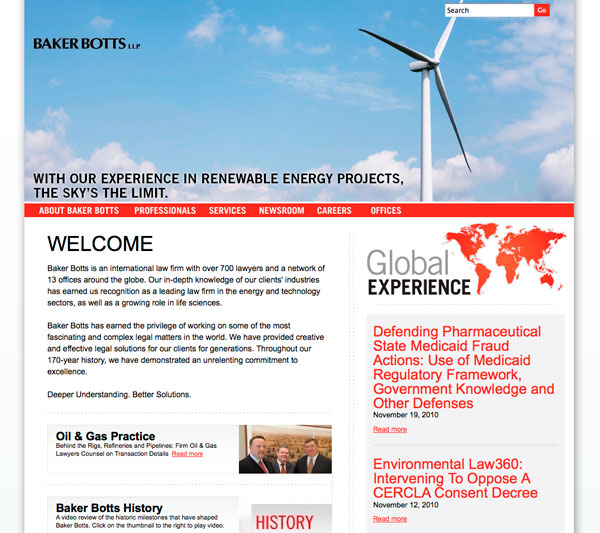 Search
Go
BAKER BOTTS L.L.P.
WITH OUR EXPERIENCE IN RENEWABLE ENERGY PROJECTS,
THE SKY'S THE LIMIT.
ABOUT BAKER BOTTS PROFESSIONALS SERVICES NEWSROOM CAREERS OFFICES
WELCOME
Baker Botts is an international law firm with over 700 lawyers and a network of
13 offices around the globe. Our in-depth knowledge of our clients' industries
has earned us recognition as a leading law firm in the energy and technology
sectors, as well as a growing role in life sciences.
Baker Botts has earned the privilege of working on some of the most
fascinating and complex legal matters in the world. We have provided creative
and effective legal solutions for our clients for generations. Throughout our
170-year history, we have demonstrated an unrelenting commitment to
excellence.
Deeper Understanding. Better Solutions.
Oil & Gas Practice
Behind the Rigs, Refineries and Pipelines: Firm Oil & Gas
Lawyers Counsel on Transaction Details Read more
Baker Botts History
A video review of the historic milestones that have shaped
Baker Botts. Click on the thumbnail to the right to play video.
HISTORY
Global
EXPERIENCE
Defending Pharmaceutical
State Medicaid Fraud
Actions: Use of Medicaid
Regulatory Framework,
Government Knowledge and
Other Defenses
November 19, 2010
Read more
Environmental Law360:
Intervening To Oppose A
CERCLA Consent Decree
November 12, 2010
Read more